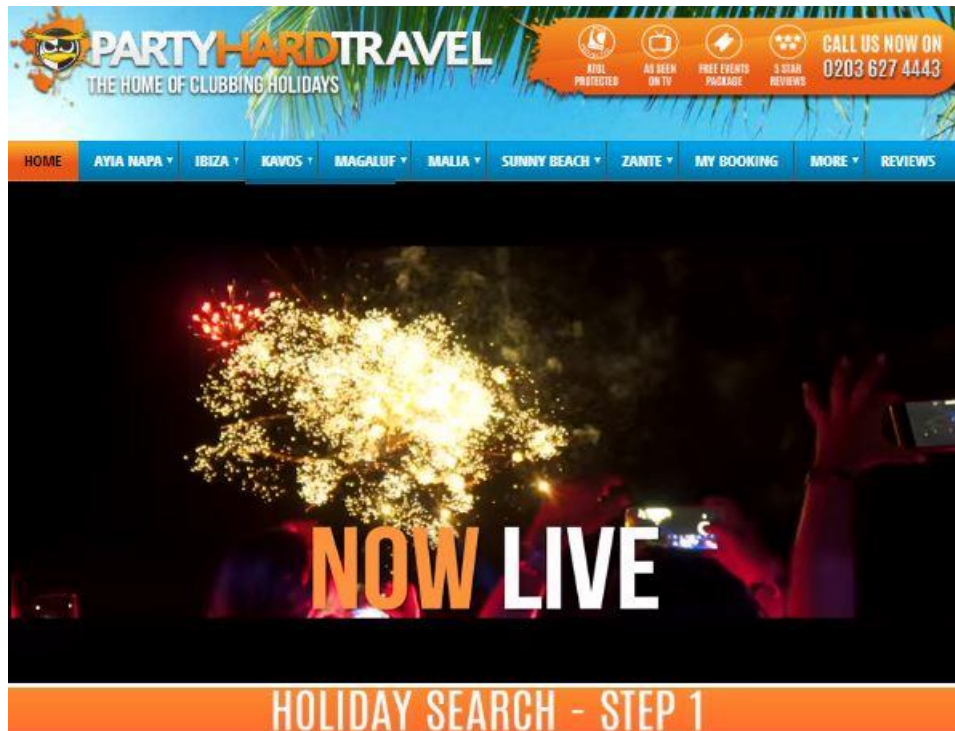 PARTYHARDTRAVEL
THE HOME OF CLUBBING HOLIDAYS
ATOL PROTECTED
AS SEEN ON TV
FREE EVENTS PACKAGE
5 STAR REVIEWS
CALL US NOW ON
0203 627 4443
HOME AYIA NAPA IBIZA KAVOS MAGALUF MALIA SUNNY BEACH ZANTE MY BOOKING MORE REVIEWS
NOW LIVE
HOLIDAY SEARCH - STEP 1